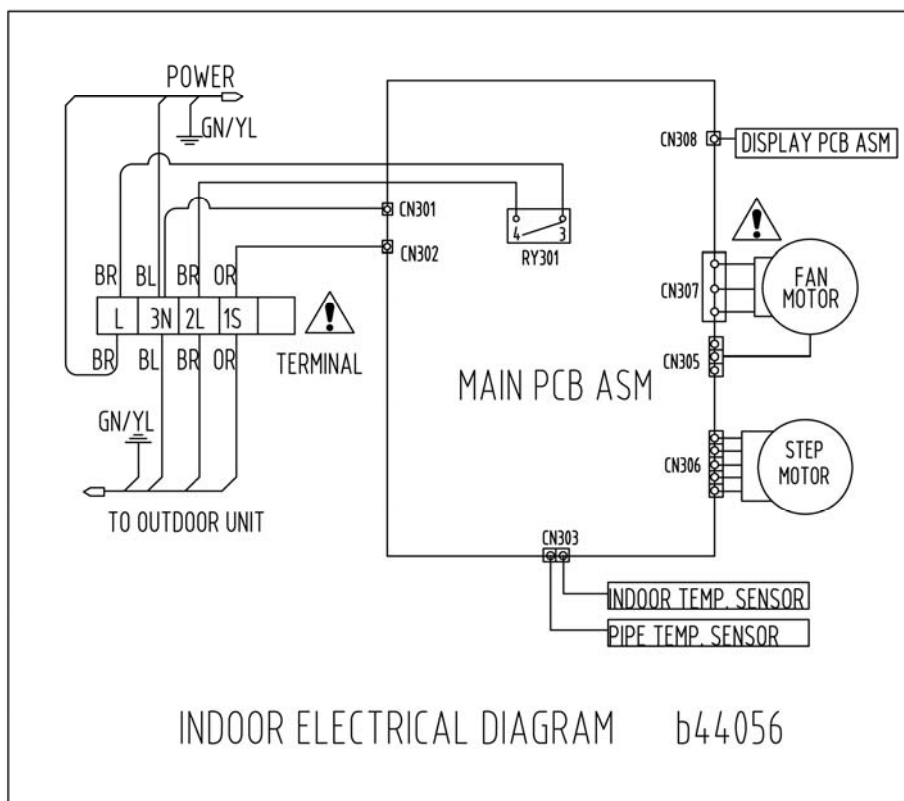 POWER
GN/YL
CN308
DISPLAY PCB ASM
CN301
4 3
RY301
CN302
BR BL BR OR
FAN
MOTOR
CN307
L 3N 2L 1S
TERMINAL
BR BL BR OR
CN305
MAIN PCB ASM
GN/YL
STEP
MOTOR
CN306
TO OUTDOOR UNIT
CN303
INDOOR TEMP. SENSOR
PIPE TEMP. SENSOR
INDOOR ELECTRICAL DIAGRAM b44056